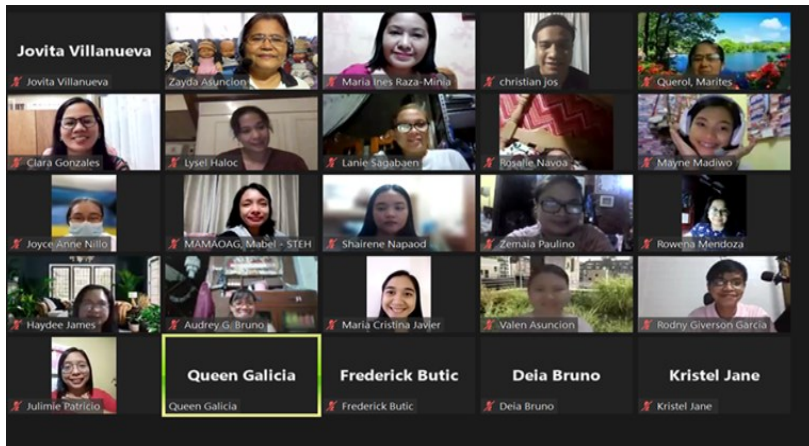 Jovita Villanueva
Jovita Villanueva
Zayda Asuncion
Maria Ines Raza-Minia
christian jos
Querol, Marites
Clara Gonzales
Lysel Haloc
Lanie Sagabaen
Rosalie Navoa
Mayne Madiwo
Joyce Anne Nillo
MAMAOAG, Mabel - STEH
Shairene Napaod
Zemaia Paulino
Rowena Mendoza
Haydee James
Audrey G. Bruno
Maria Cristina Javier
Valen Asuncion
Rodny Giverson Garcia
Julimie Patricio
Queen Galicia
Queen Galicia
Frederick Butic
Frederick Butic
Deia Bruno
Deia Bruno
Kristel Jane
Kristel Jane